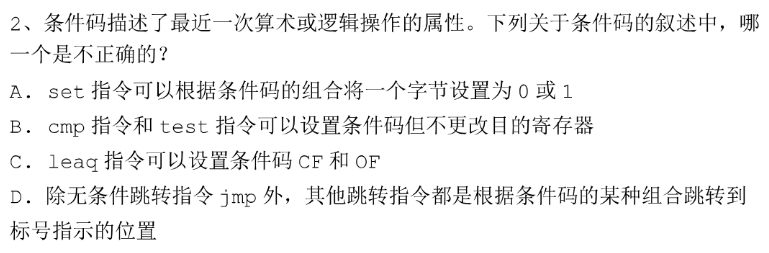 2、条件码描述了最近一次算术或逻辑操作的属性。下列关于条件码的叙述中，哪
一个是不正确的？
A. set 指令可以根据条件码的组合将一个字节设置为 0 或 1
B. cmp 指令和 test 指令可以设置条件码但不更改目的寄存器
C. leaq 指令可以设置条件码 CF 和 OF
D. 除无条件跳转指令 jmp 外，其他跳转指令都是根据条件码的某种组合跳转到
标号指示的位置